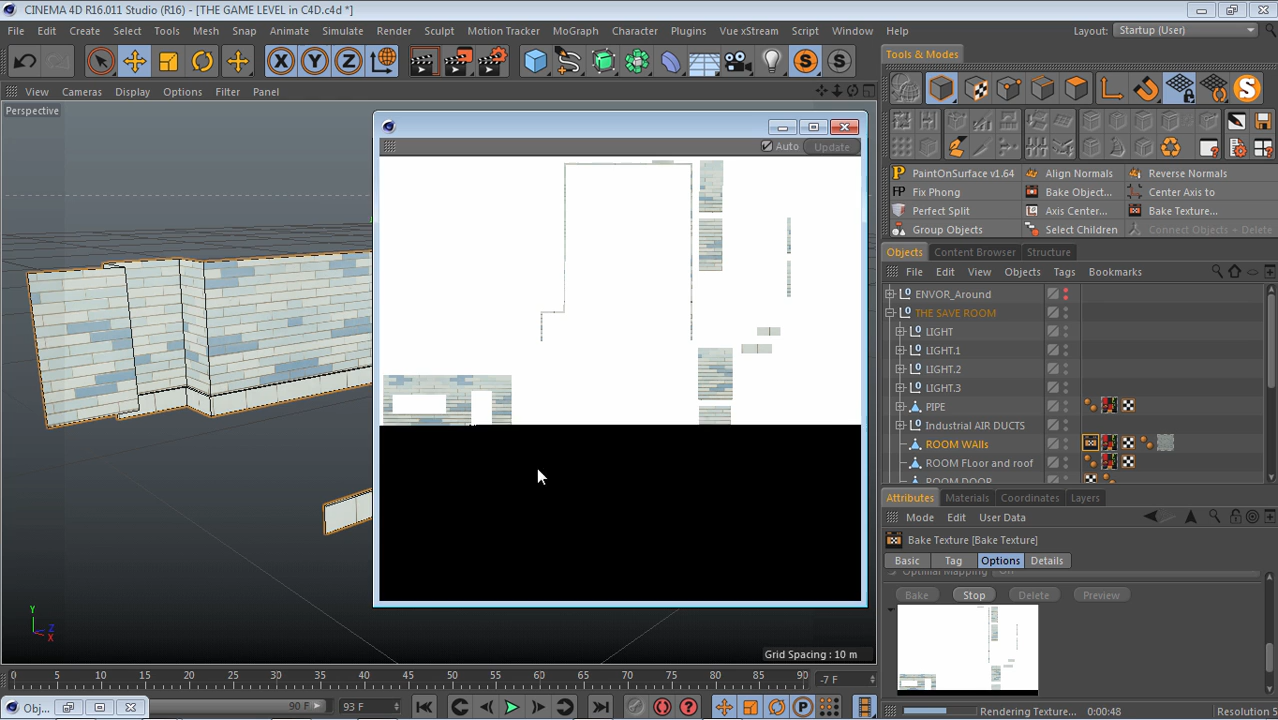 CINEMA 4D R16.011 Studio (R16) - [THE GAME LEVEL in C4D.c4d *]
File Edit Create Select Tools Mesh Snap Animate Simulate Render Sculpt Motion Tracker MoGraph Character Plugins Vue xStream Script Window Help Layout: Startup (User)
Tools & Modes
View Cameras Display Options Filter Panel
Perspective
Auto Update
PaintOnSurface v1.64 Align Normals Reverse Normals
Fix Phong Bake Object... Center Axis to
Perfect Split Axis Center... Bake Texture...
Group Objects Select Children Connect Objects + Delete
Objects Content Browser Structure
File Edit View Objects Tags Bookmarks
ENVOR_Around
THE SAVE ROOM
LIGHT
LIGHT.1
LIGHT.2
LIGHT.3
PIPE
Industrial AIR DUCTS
ROOM WAlls
ROOM FLoor and roof
ROOM DOOR
Attributes Materials Coordinates Layers
Mode Edit User Data
Bake Texture [Bake Texture]
Basic Tag Options Details
Optimal Mapping
Bake Stop Delete Preview
Y
Z
X
Grid Spacing : 10 m
0 5 10 15 20 25 30 35 40 45 50 55 60 65 70 75 80 85 90 -7 F
Obj... 90 F 93 F
0:00:48 Rendering Texture... Resolution 5